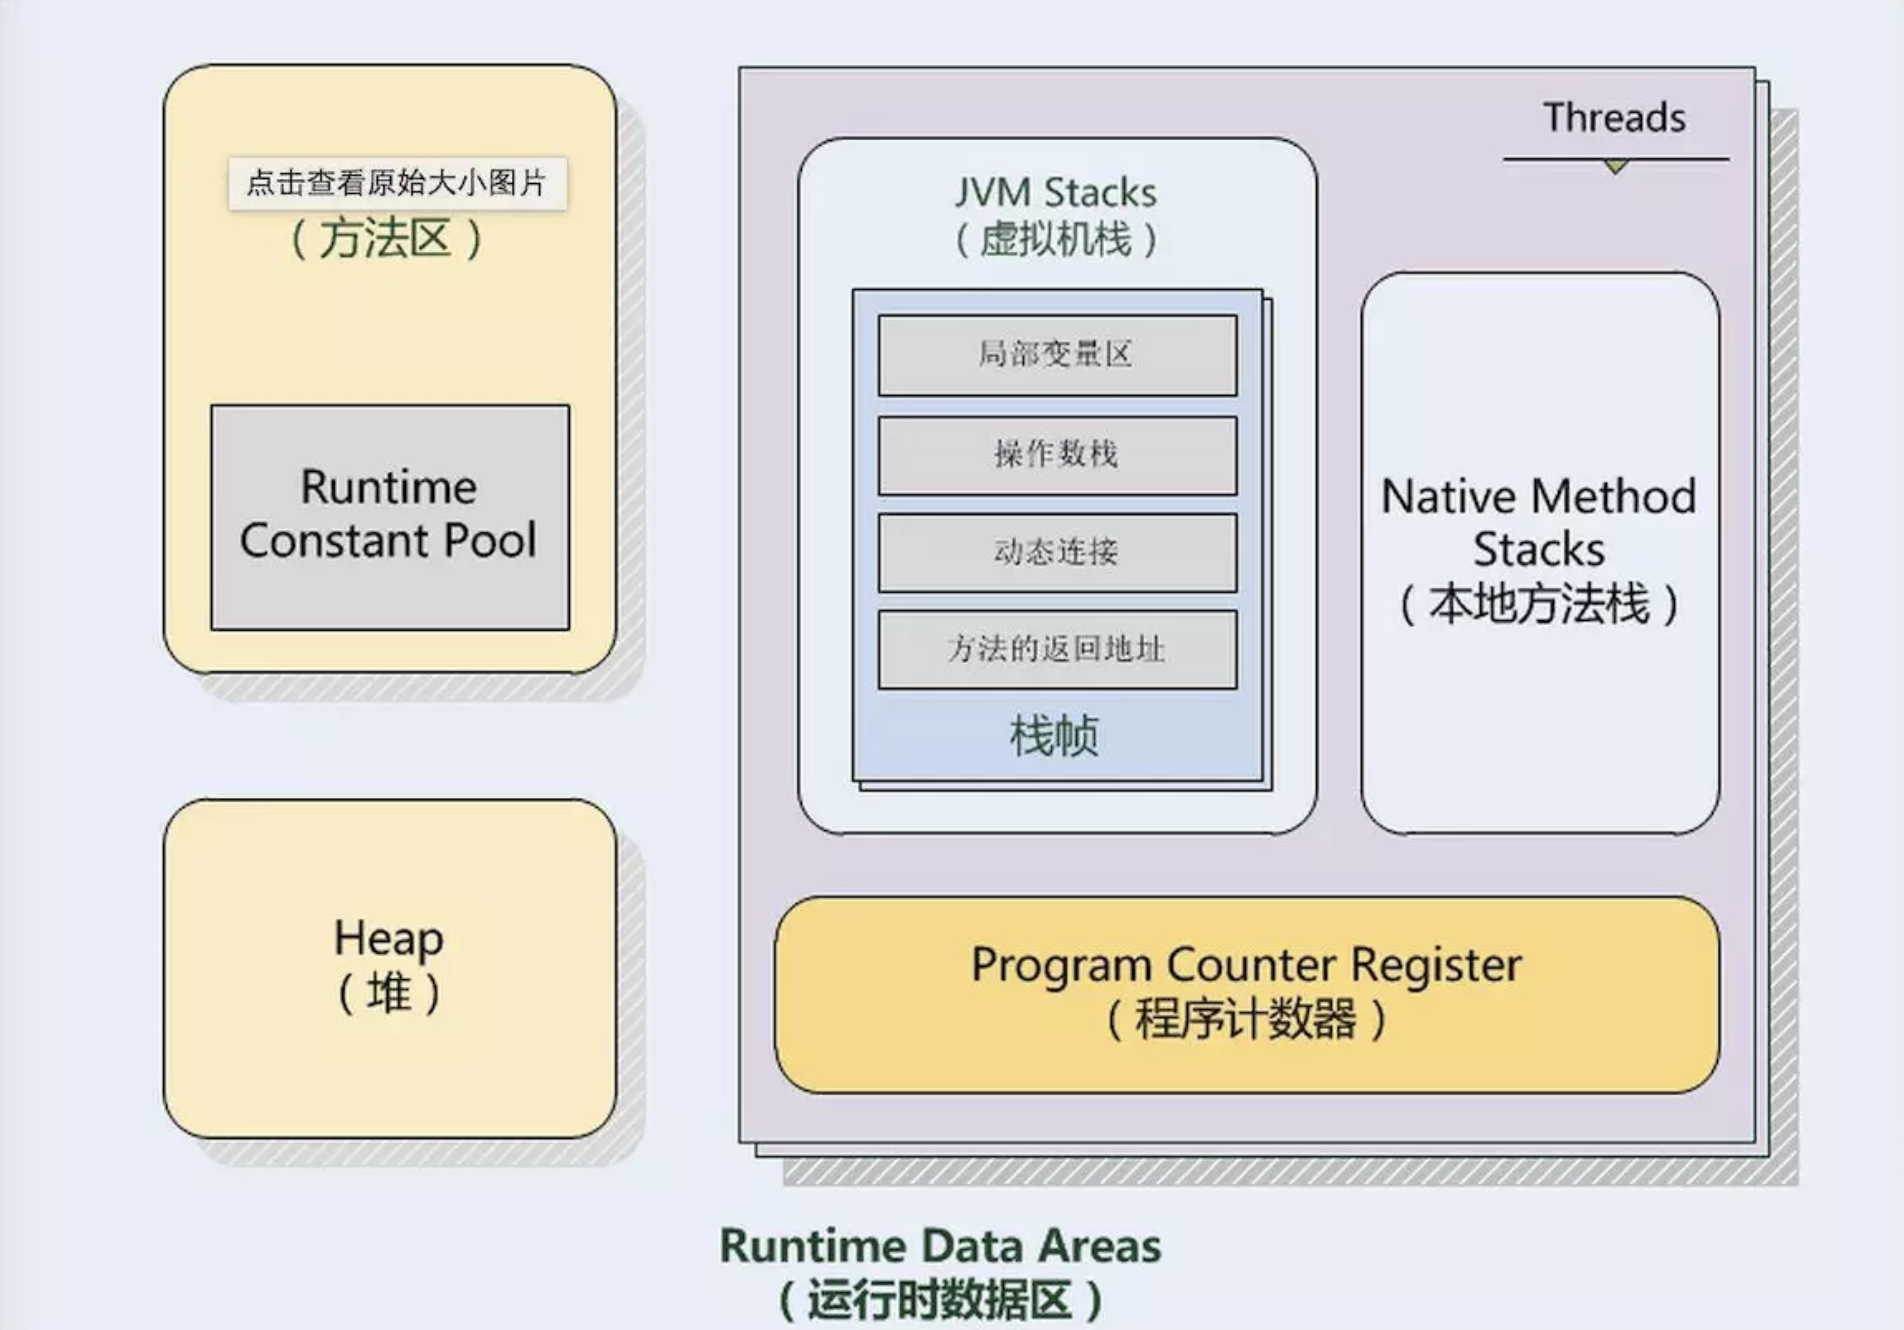 点击查看原始大小图片
（方法区）
Runtime
Constant Pool
Heap
（堆）
Threads
JVM Stacks
（虚拟机栈）
局部变量区
操作数栈
动态连接
方法的返回地址
栈帧
Native Method
Stacks
（本地方法栈）
Program Counter Register
（程序计数器）
Runtime Data Areas
（运行时数据区）